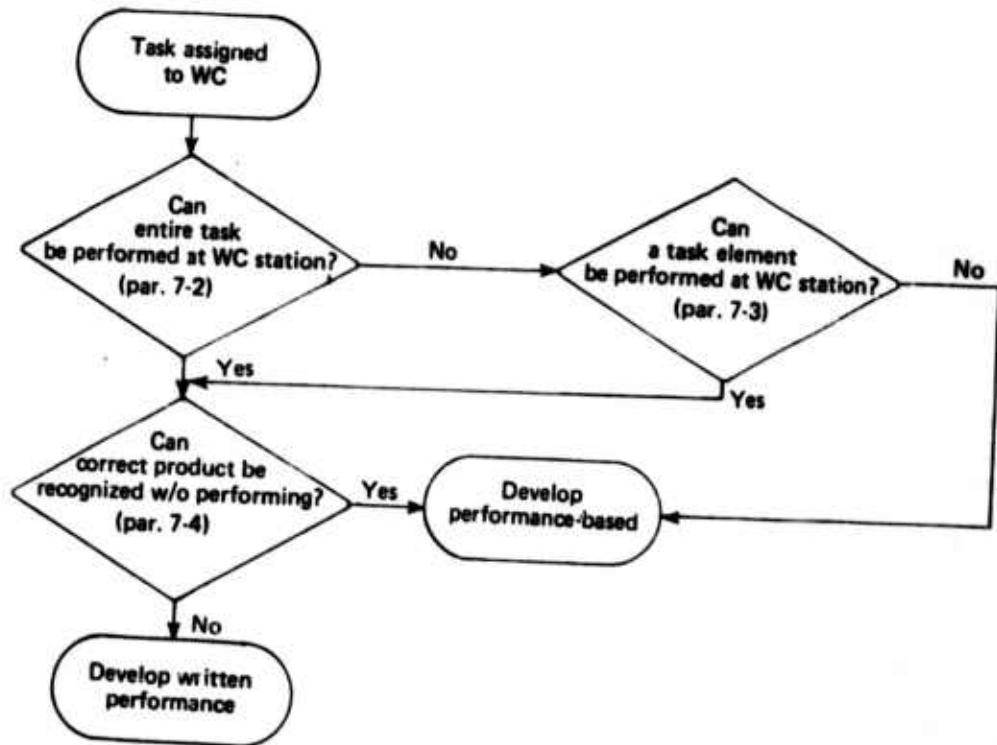 Task assigned
to WC
Can
entire task
be performed at WC station?
(par. 7-2)
No
Can
a task element
be performed at WC station?
(par. 7-3)
No
Yes
Yes
Can
correct product be
recognized w/o performing?
(par. 7-4)
Yes
Develop
performance-based
No
Develop written
performance